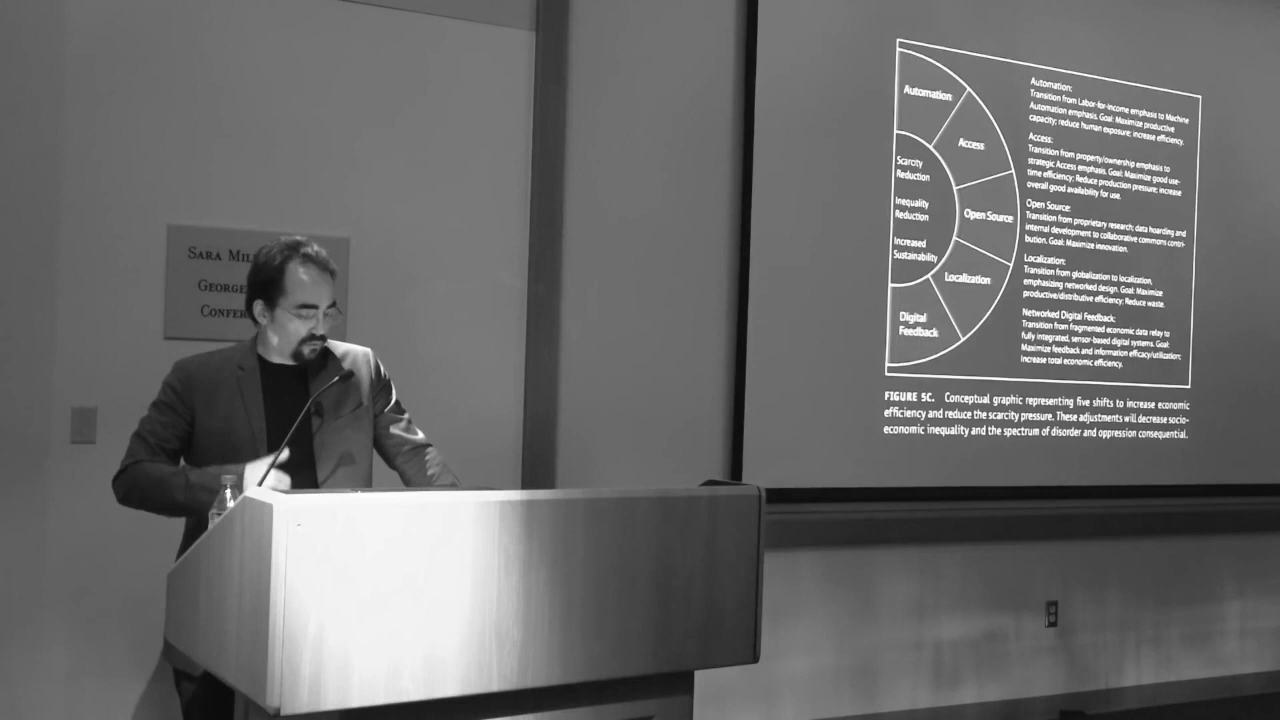 SARA
GEORGE
Automation
Access
Scarcity
Reduction
Inequality
Reduction
Open Source
Increased
Sustainability
Localization
Digital
Feedback
Automation:
Transition from Labor-for-Income emphasis to Machine
Automation emphasis. Goal: Maximize productive
capacity; reduce human exposure; increase efficiency.
Access:
Transition from property/ownership emphasis to
strategic Access emphasis. Goal: Maximize good use-
time efficiency; Reduce production pressure; increase
overall good availability for use.
Open Source:
Transition from proprietary research; data hoarding and
internal development to collaborative commons contri-
bution. Goal: Maximize innovation.
Localization:
Transition from globalization to localization,
emphasizing networked design. Goal: Maximize
productive/distributive efficiency; Reduce waste.
Networked Digital Feedback:
Transition from fragmented economic data relay to
fully integrated, sensor-based digital systems. Goal:
Maximize feedback and information efficacy/utilization;
Increase total economic efficiency.
FIGURE 5C. Conceptual graphic representing five shifts to increase economic
efficiency and reduce the scarcity pressure. These adjustments will decrease socio-
economic inequality and the spectrum of disorder and oppression consequential.